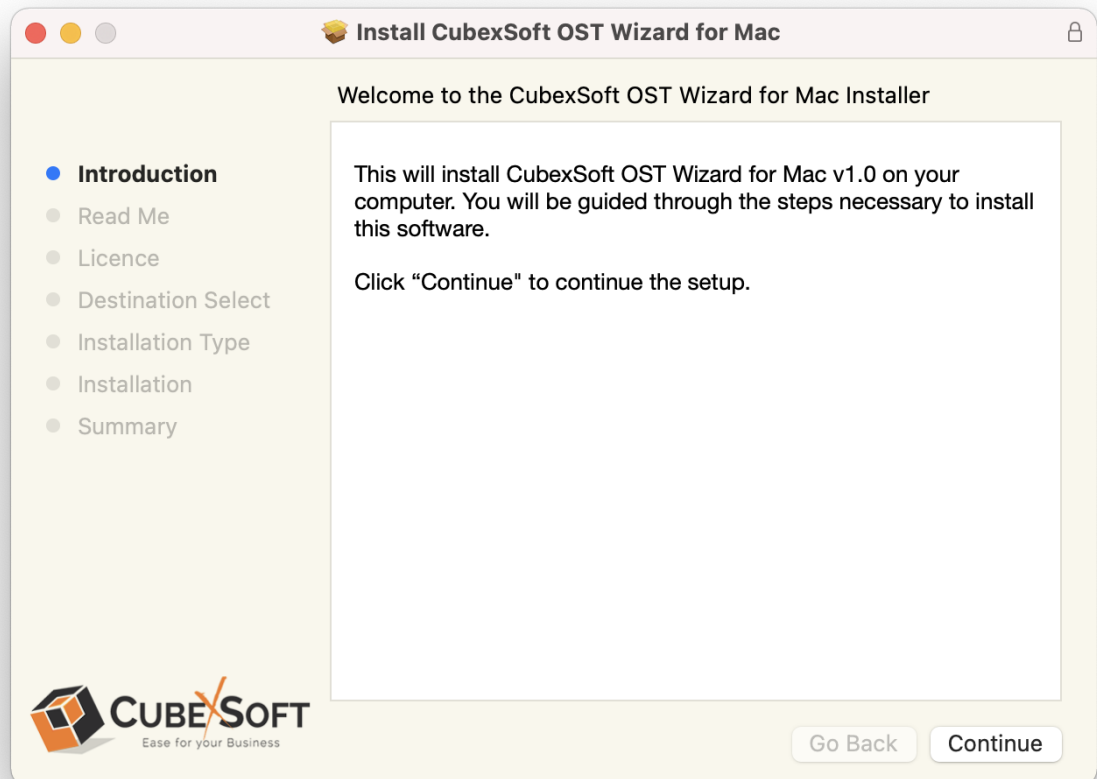 Install CubexSoft OST Wizard for Mac
Welcome to the CubexSoft OST Wizard for Mac Installer
Introduction
Read Me
Licence
Destination Select
Installation Type
Installation
Summary
This will install CubexSoft OST Wizard for Mac v1.0 on your
computer. You will be guided through the steps necessary to install
this software.
Click “Continue" to continue the setup.
CUBEXSOFT
Ease for your Business
Go Back
Continue